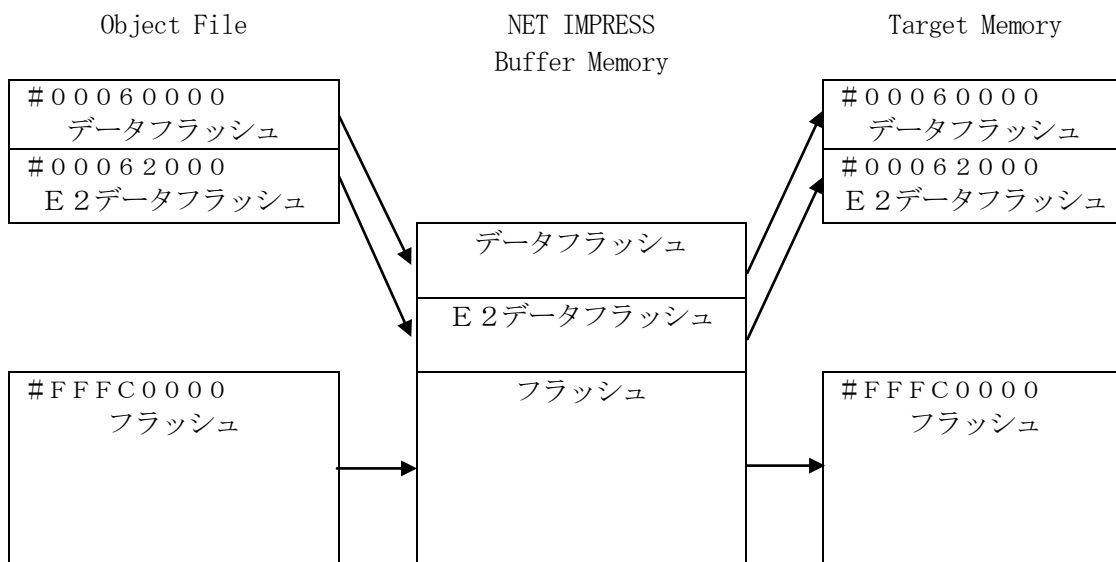 Object File
NET IMPRESS
Buffer Memory
Target Memory
#00060000
データフラッシュ
#00062000
E2データフラッシュ
#FFFC0000
フラッシュ
データフラッシュ
E2データフラッシュ
フラッシュ
#00060000
データフラッシュ
#00062000
E2データフラッシュ
#FFFC0000
フラッシュ